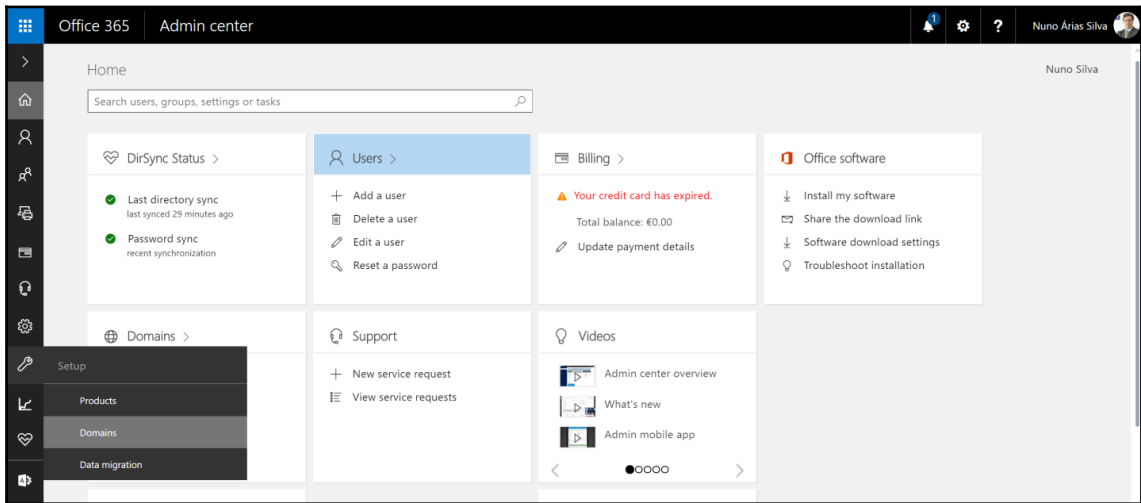 Office 365
Admin center
1
?
Nuno Árias Silva
Home
Nuno Silva
Search users, groups, settings or tasks
DirSync Status >
Last directory sync
last synced 29 minutes ago
Password sync
recent synchronization
Users >
Add a user
Delete a user
Edit a user
Reset a password
Billing >
Your credit card has expired.
Total balance: €0.00
Update payment details
Office software
Install my software
Share the download link
Software download settings
Troubleshoot installation
Domains >
Support
New service request
View service requests
Videos
Admin center overview
What's new
Admin mobile app
Setup
Products
Domains
Data migration